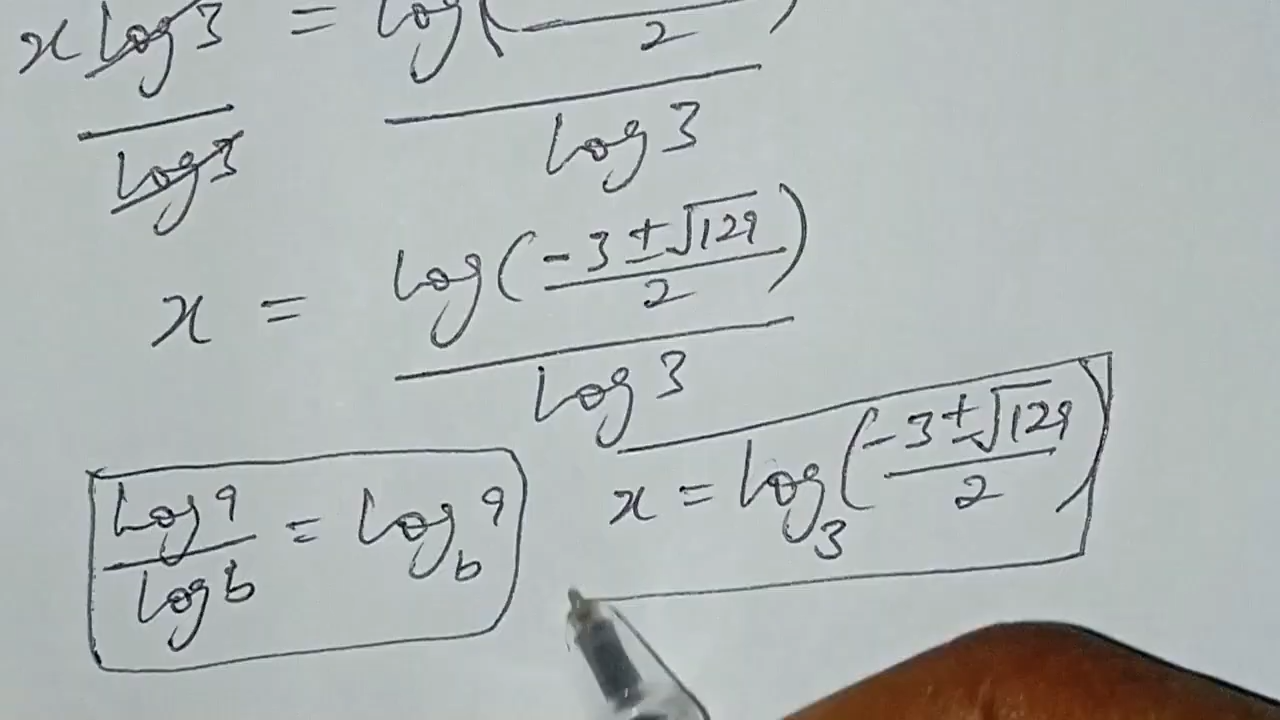 x log 3 = log( / 2 )
log 3 log 3
x = log( (-3 ± √129) / 2 ) / log 3
log a / log b = log_b a
x = log_3( (-3 ± √129) / 2 )